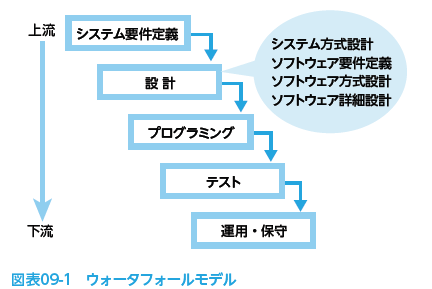 上流
システム要件定義
設 計
システム方式設計
ソフトウェア要件定義
ソフトウェア方式設計
ソフトウェア詳細設計
プログラミング
テスト
運用・保守
下流
図表09-1 ウォータフォールモデル